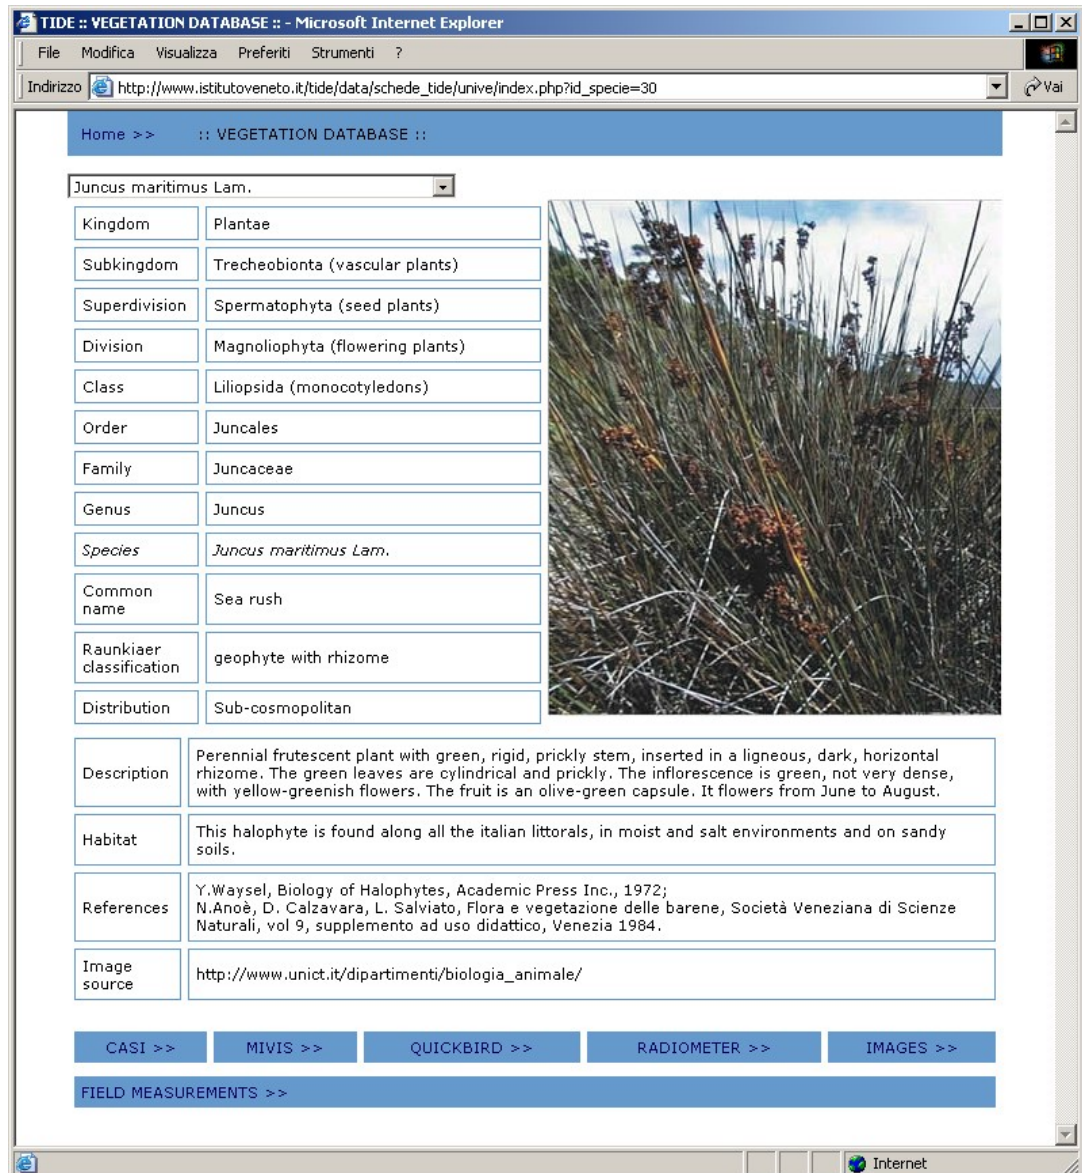 TIDE :: VEGETATION DATABASE :: - Microsoft Internet Explorer
File Modifica Visualizza Preferiti Strumenti ?
Indirizzo http://www.istitutoveneto.it/tide/data/schede_tide/unive/index.php?id_specie=30 Vai
Home >> :: VEGETATION DATABASE ::
Juncus maritimus Lam.
Kingdom Plantae
Subkingdom Trecheobionta (vascular plants)
Superdivision Spermatophyta (seed plants)
Division Magnoliophyta (flowering plants)
Class Liliopsida (monocotyledons)
Order Juncales
Family Juncaceae
Genus Juncus
Species Juncus maritimus Lam.
Common
name
Sea rush
Raunkiaer
classification
geophyte with rhizome
Distribution Sub-cosmopolitan
Description
Perennial frutescent plant with green, rigid, prickly stem, inserted in a ligneous, dark, horizontal
rhizome. The green leaves are cylindrical and prickly. The inflorescence is green, not very dense,
with yellow-greenish flowers. The fruit is an olive-green capsule. It flowers from June to August.
Habitat
This halophyte is found along all the italian littorals, in moist and salt environments and on sandy
soils.
References
Y.Waysel, Biology of Halophytes, Academic Press Inc., 1972;
N.Anoè, D. Calzavara, L. Salviato, Flora e vegetazione delle barene, Società Veneziana di Scienze
Naturali, vol 9, supplemento ad uso didattico, Venezia 1984.
Image
source
http://www.unict.it/dipartimenti/biologia_animale/
CASI >> MIVIS >> QUICKBIRD >> RADIOMETER >> IMAGES >>
FIELD MEASUREMENTS >>
Internet